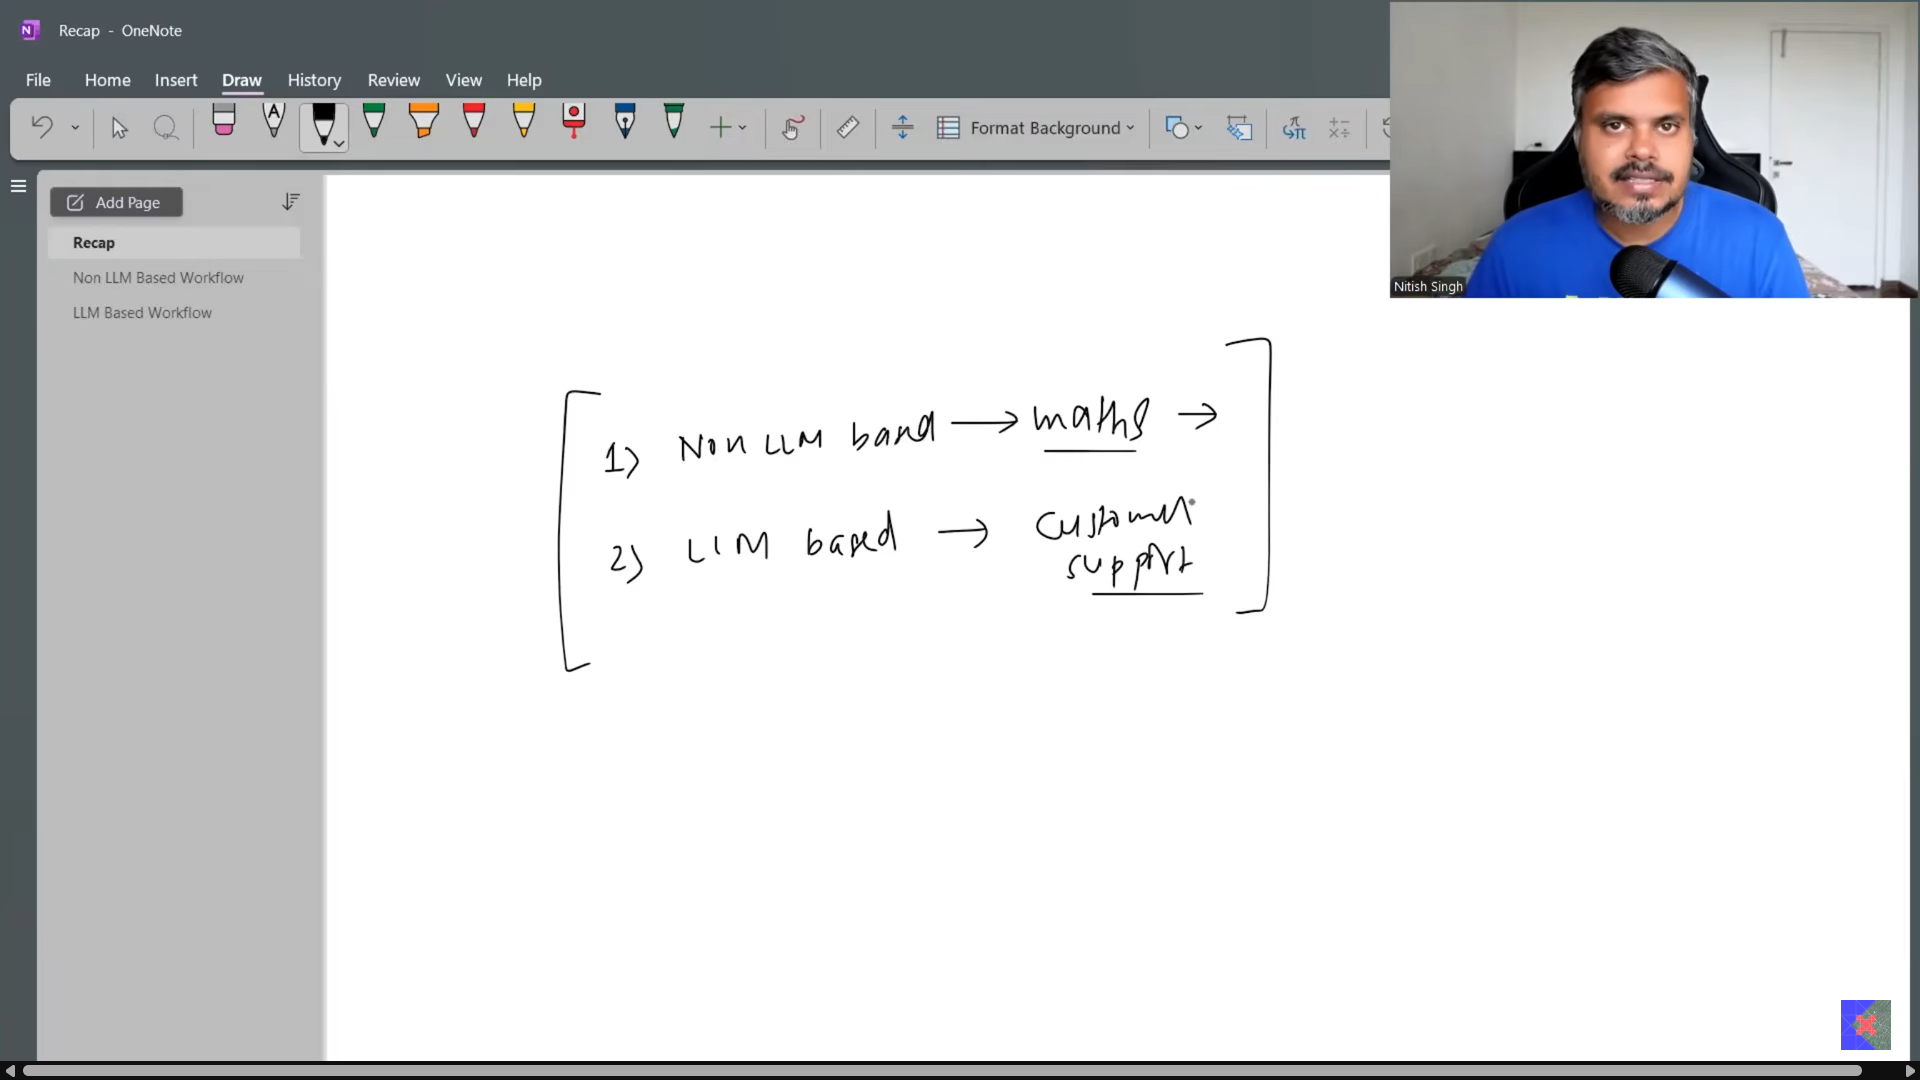 Recap - OneNote
File Home Insert Draw History Review View Help
Format Background
Add Page
Recap
Non LLM Based Workflow
LLM Based Workflow
Nitish Singh
1) Non LLM based → maths →
2) LLM based → Customer
support